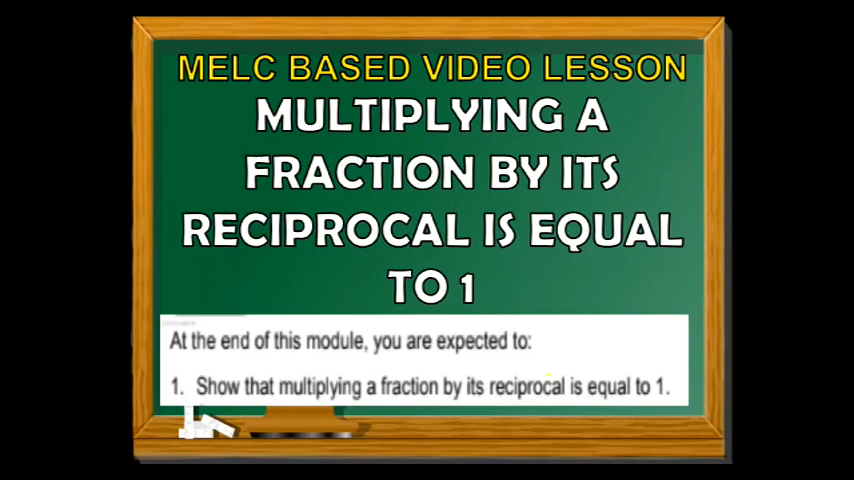 MELC BASED VIDEO LESSON
MULTIPLYING A
FRACTION BY ITS
RECIPROCAL IS EQUAL
TO 1
At the end of this module, you are expected to:
1. Show that multiplying a fraction by its reciprocal is equal to 1.